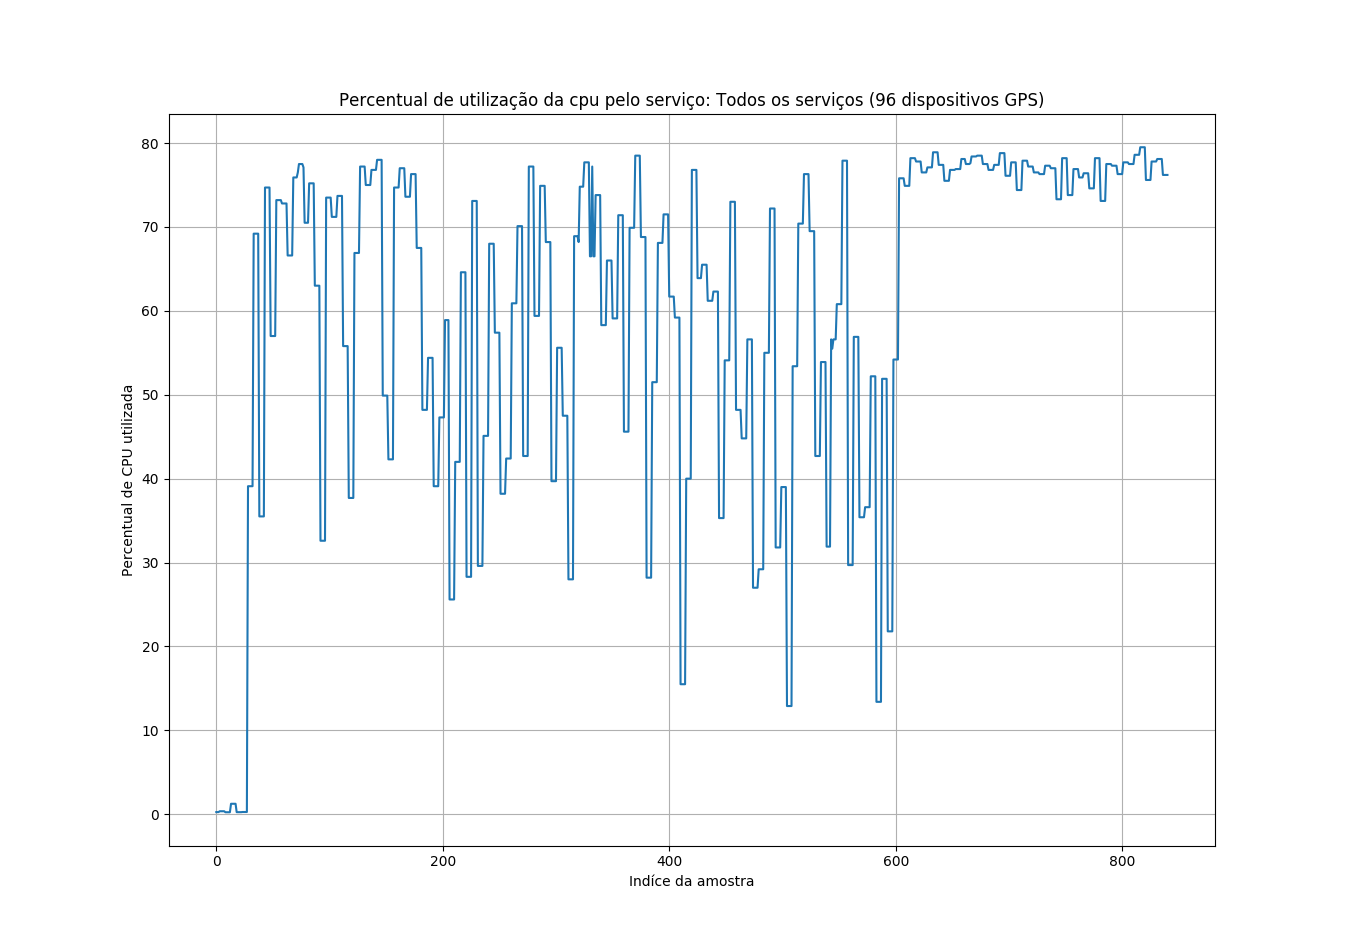 Percentual de utilização da cpu pelo serviço: Todos os serviços (96 dispositivos GPS)
80
70
60
50
40
30
20
10
0
Percentual de CPU utilizada
0 200 400 600 800
Indíce da amostra